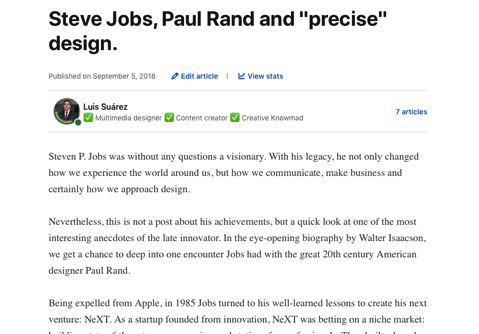 Steve Jobs, Paul Rand and "precise"
design.
Published on September 5, 2018 Edit article | View stats
Luis Suárez
✅ Multimedia designer ✅ Content creator ✅ Creative Knowmad
7 articles
Steven P. Jobs was without any questions a visionary. With his legacy, he not only changed
how we experience the world around us, but how we communicate, make business and
certainly how we approach design.
Nevertheless, this is not a post about his achievements, but a quick look at one of the most
interesting anecdotes of the late innovator. In the eye-opening biography by Walter Isaacson,
we get a chance to deep into one encounter Jobs had with the great 20th century American
designer Paul Rand.
Being expelled from Apple, in 1985 Jobs turned to his well-learned lessons to create his next
venture: NeXT. As a startup founded from innovation, NeXT was betting on a niche market: